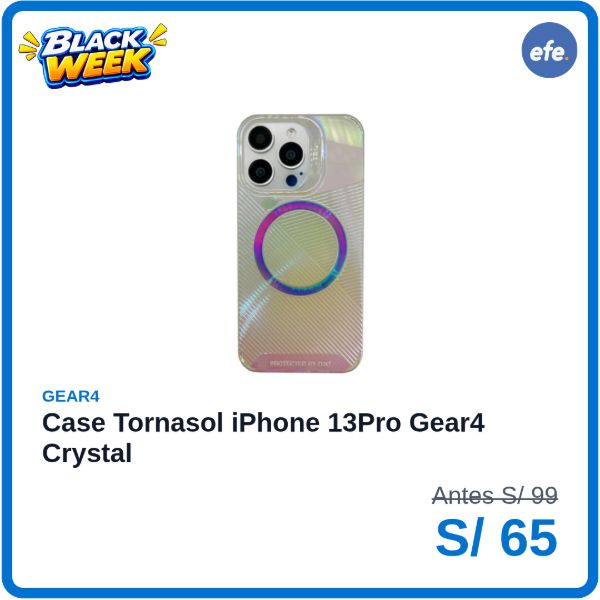 BLACK
WEEK
efe.
GEAR4
Case Tornasol iPhone 13Pro Gear4
Crystal
Antes S/ 99
S/ 65